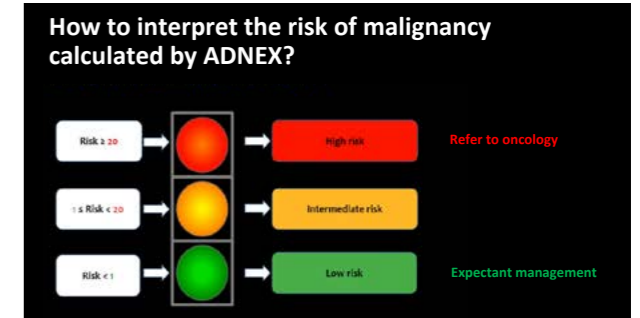 How to interpret the risk of malignancy
calculated by ADNEX?
Risk ≥ 20
High risk
Refer to oncology
1 ≤ Risk < 20
Intermediate risk
Risk < 1
Low risk
Expectant management